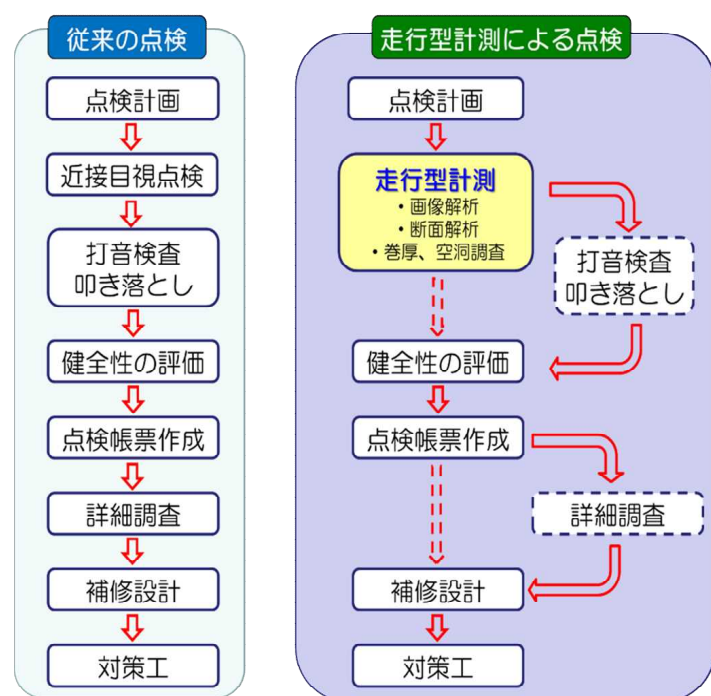 従来の点検
点検計画
近接目視点検
打音検査
叩き落とし
健全性の評価
点検帳票作成
詳細調査
補修設計
対策工
走行型計測による点検
点検計画
走行型計測
・画像解析
・断面解析
・巻厚、空洞調査
打音検査
叩き落とし
健全性の評価
点検帳票作成
詳細調査
補修設計
対策工